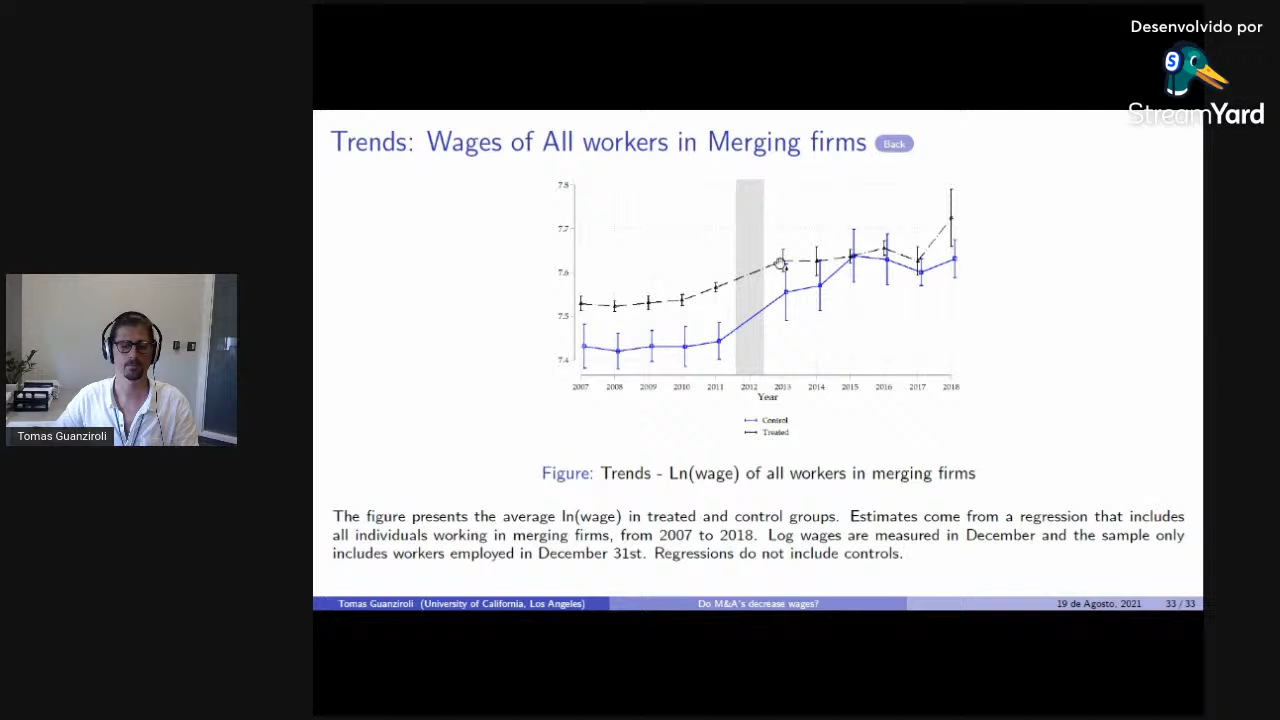 Desenvolvido por
StreamYard
Trends: Wages of All workers in Merging firms Back
7.8
7.7
7.6
7.5
7.4
2007 2008 2009 2010 2011 2012 2013 2014 2015 2016 2017 2018
Year
Control
Treated
Tomas Guanziroli
Figure: Trends - Ln(wage) of all workers in merging firms
The figure presents the average ln(wage) in treated and control groups. Estimates come from a regression that includes
all individuals working in merging firms, from 2007 to 2018. Log wages are measured in December and the sample only
includes workers employed in December 31st. Regressions do not include controls.
Tomas Guanziroli (University of California, Los Angeles) Do M&A's decrease wages? 19 de Agosto, 2021 33 / 33